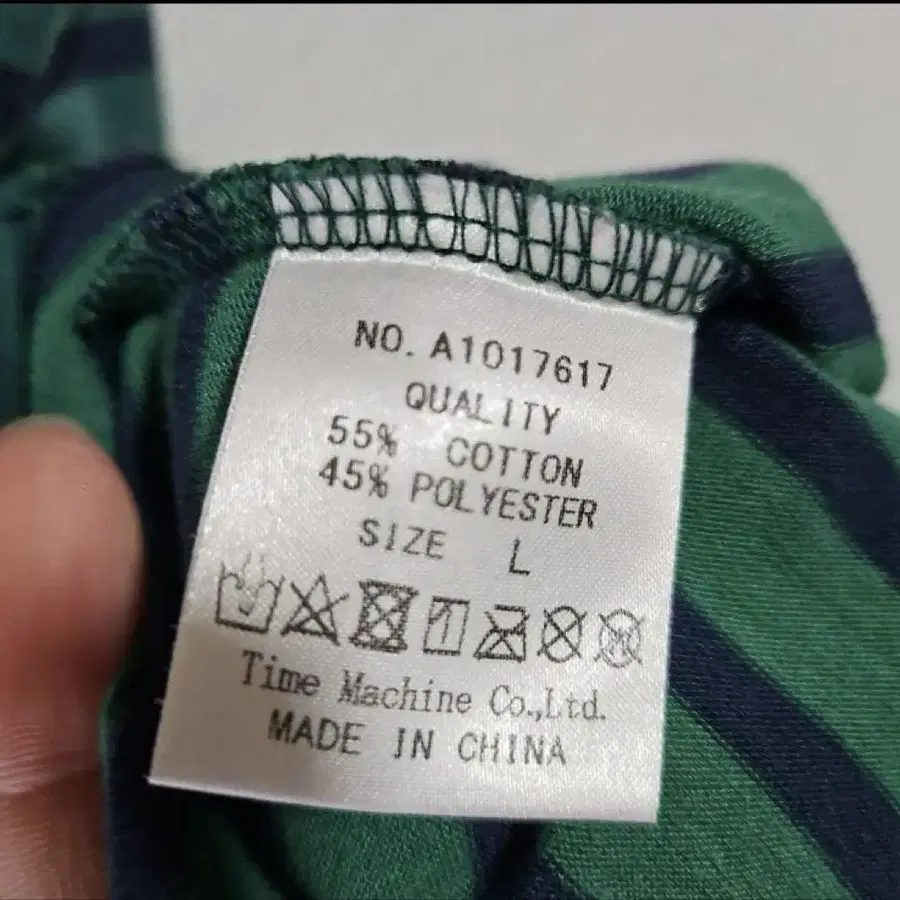 NO. A1017617
QUALITY
55% COTTON
45% POLYESTER
SIZE L
Time Machine Co.,Ltd.
MADE IN CHINA